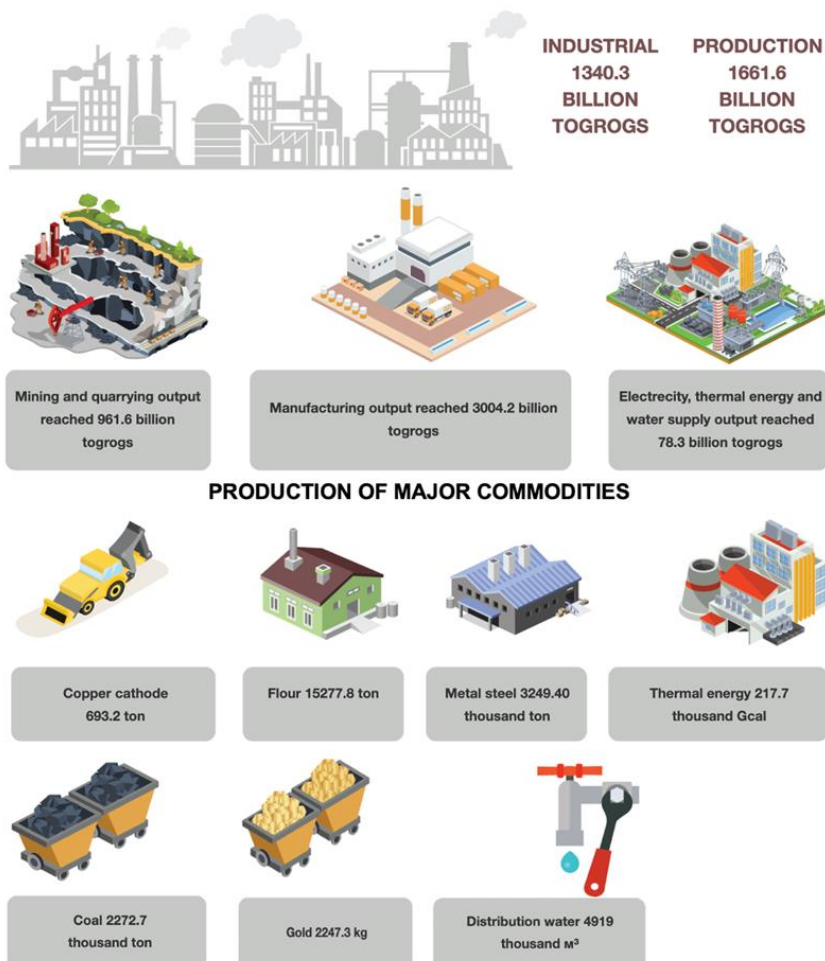 INDUSTRIAL
1340.3
BILLION
TOGROGS
PRODUCTION
1661.6
BILLION
TOGROGS
Mining and quarrying output
reached 961.6 billion
togrogs
Manufacturing output reached 3004.2 billion
togrogs
Electrecity, thermal energy and
water supply output reached
78.3 billion togrogs
PRODUCTION OF MAJOR COMMODITIES
Copper cathode
693.2 ton
Flour 15277.8 ton
Metal steel 3249.40
thousand ton
Thermal energy 217.7
thousand Gcal
Coal 2272.7
thousand ton
Gold 2247.3 kg
Distribution water 4919
thousand м³